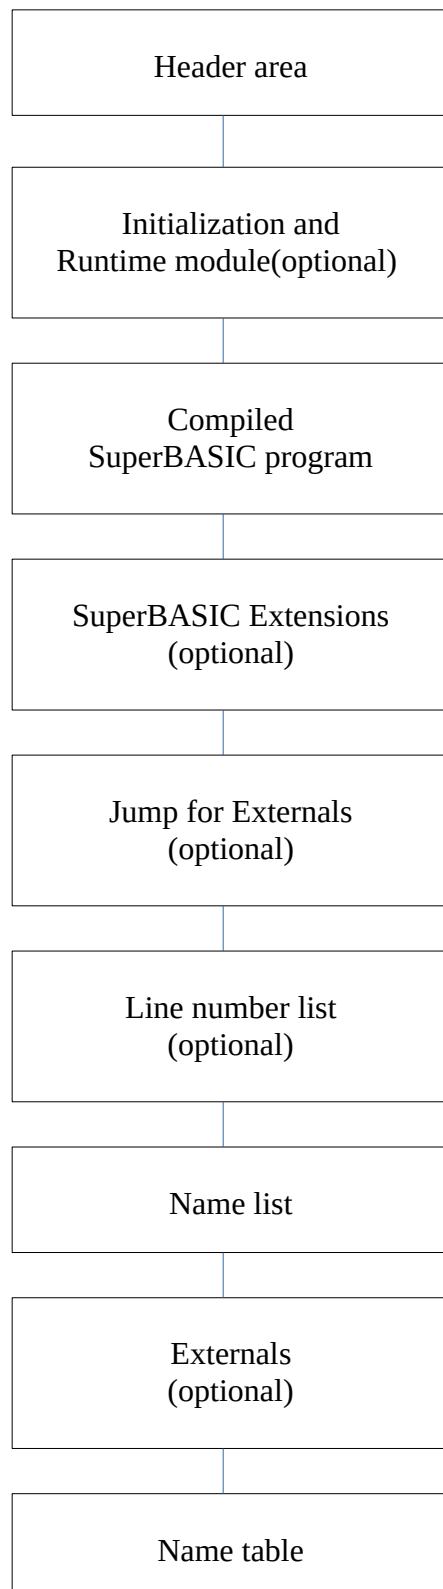 Header area
Initialization and
Runtime module(optional)
Compiled
SuperBASIC program
SuperBASIC Extensions
(optional)
Jump for Externals
(optional)
Line number list
(optional)
Name list
Externals
(optional)
Name table